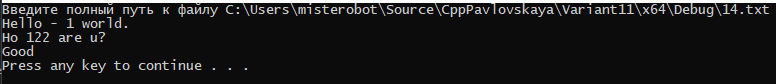 Введите полный путь к файлу C:\Users\misterobot\Source\CppPavlovskaya\Variant11\x64\Debug\14.txt
Hello - 1 world.
Ho 122 are u?
Good
Press any key to continue . . .